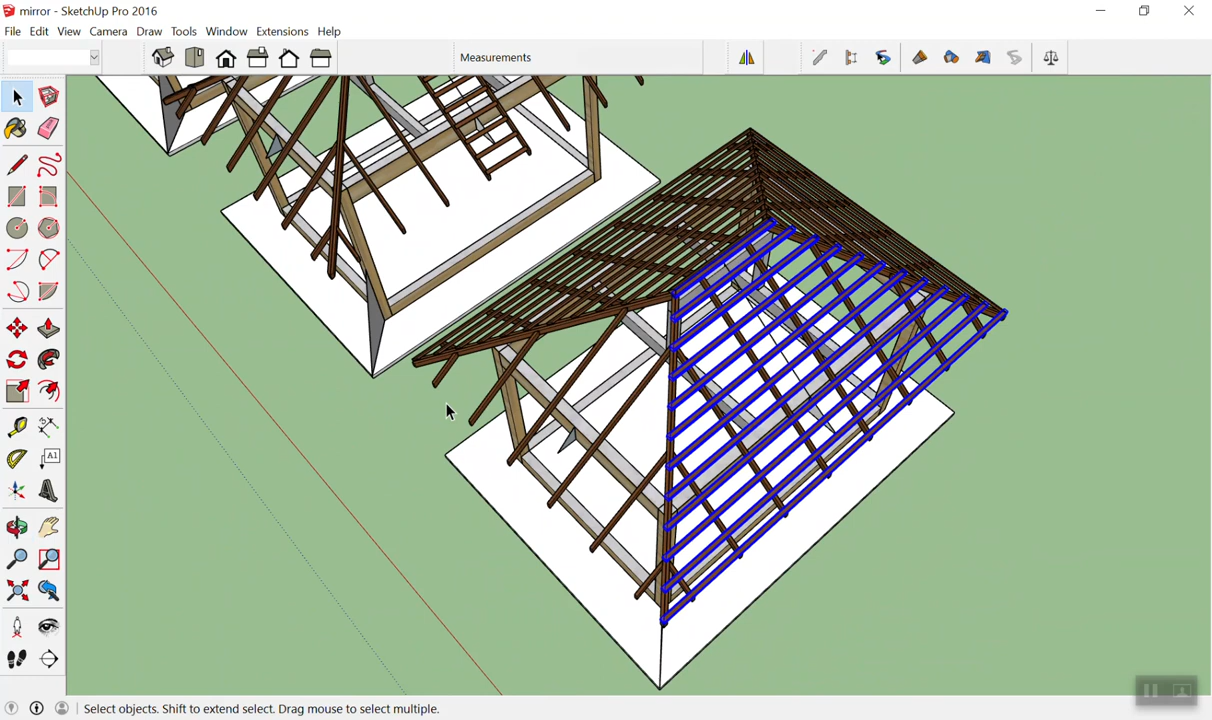 mirror - SketchUp Pro 2016
File Edit View Camera Draw Tools Window Extensions Help
Measurements
A1
Select objects. Shift to extend select. Drag mouse to select multiple.